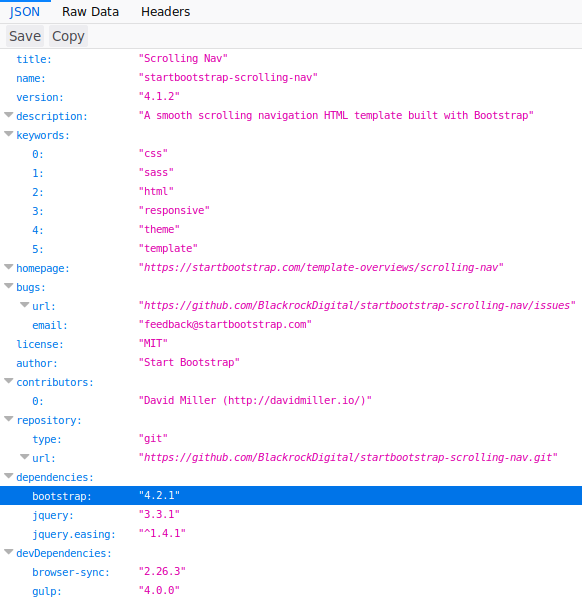 JSON Raw Data Headers
Save Copy
title: "Scrolling Nav"
name: "startbootstrap-scrolling-nav"
version: "4.1.2"
description: "A smooth scrolling navigation HTML template built with Bootstrap"
keywords:
0: "css"
1: "sass"
2: "html"
3: "responsive"
4: "theme"
5: "template"
homepage: "https://startbootstrap.com/template-overviews/scrolling-nav"
bugs:
url: "https://github.com/BlackrockDigital/startbootstrap-scrolling-nav/issues"
email: "feedback@startbootstrap.com"
license: "MIT"
author: "Start Bootstrap"
contributors:
0: "David Miller (http://davidmiller.io/)"
repository:
type: "git"
url: "https://github.com/BlackrockDigital/startbootstrap-scrolling-nav.git"
dependencies:
bootstrap: "4.2.1"
jquery: "3.3.1"
jquery.easing: "^1.4.1"
devDependencies:
browser-sync: "2.26.3"
gulp: "4.0.0"